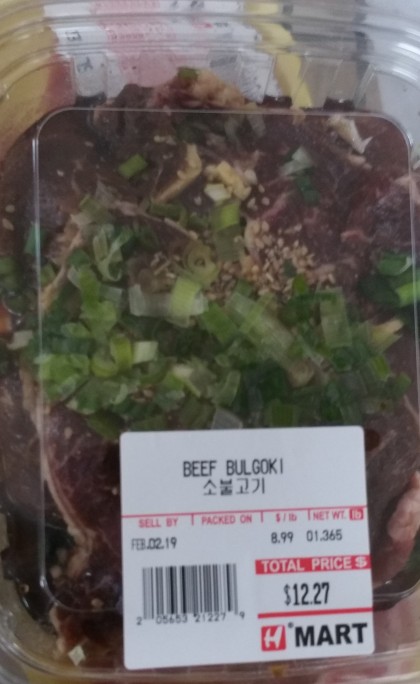 BEEF BULGOKI
소불고기
SELL BY PACKED ON $/lb NET WT. lb
FEB.02.19 8.99 01.365
TOTAL PRICE $
$12.27
2 05653 21227 9
H MART